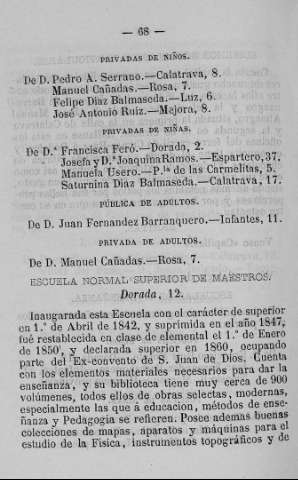 — 68 —
PRIVADAS DE NIÑOS.
De D. Pedro A. Serrano.—Calatrava, 8.
Manuel Cañadas.—Rosa, 7.
Felipe Diaz Balmaseda.—Luz, 6.
José Antonio Ruíz.—Mejora, 8.
PRIVADAS DE NIÑAS.
De D.ª Francisca Feró.—Dorada, 2.
Josefa y D.ª Joaquina Ramos.—Espartero, 37.
Manuela Usero.—P.la de las Carmelitas, 5.
Saturnina Diaz Balmaseda.—Calatrava, 17.
PÚBLICA DE ADULTOS.
De D. Juan Fernandez Barranquero.—Infantes, 11.
PRIVADA DE ADULTOS.
De D. Manuel Cañadas.—Rosa, 7.
ESCUELA NORMAL SUPERIOR DE MAESTROS.
Dorada, 12.
Inaugarada esta Escuela con el carácter de superior
en 1.º de Abril de 1842, y suprimida en el año 1847,
fué restablecida en clase de elemental el 1.º de Enero
de 1850, y declarada superior en 1860, ocupando
parte del Ex-convento de S. Juan de Dios. Cuenta
con los elementos materiales necesarios para dar la
enseñanza, y su biblioteca tiene muy cerca de 900
volúmenes, todos ellos de obras selectas, modernas,
especialmente las que á educacion, métodos de ense-
ñanza y Pedagogia se refieren. Posee ademas buenas
colecciones de mapas, aparatos y máquinas para el
estudio de la Fisica, instrumentos topográficos y de